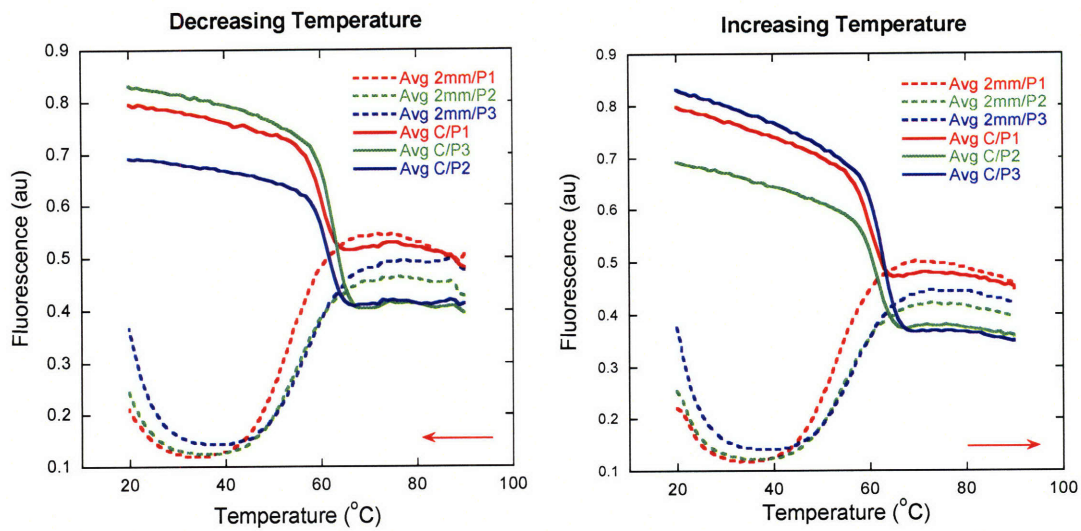 Decreasing Temperature
0.9
0.8
0.7
0.6
0.5
0.4
0.3
0.2
0.1
Fluorescence (au)
Avg 2mm/P1
Avg 2mm/P2
Avg 2mm/P3
Avg C/P1
Avg C/P3
Avg C/P2
20
40
60
80
100
Temperature (°C)
Increasing Temperature
0.9
0.8
0.7
0.6
0.5
0.4
0.3
0.2
0.1
Fluorescence (au)
Avg 2mm/P1
Avg 2mm/P2
Avg 2mm/P3
Avg C/P1
Avg C/P2
Avg C/P3
20
40
60
80
100
Temperature (°C)